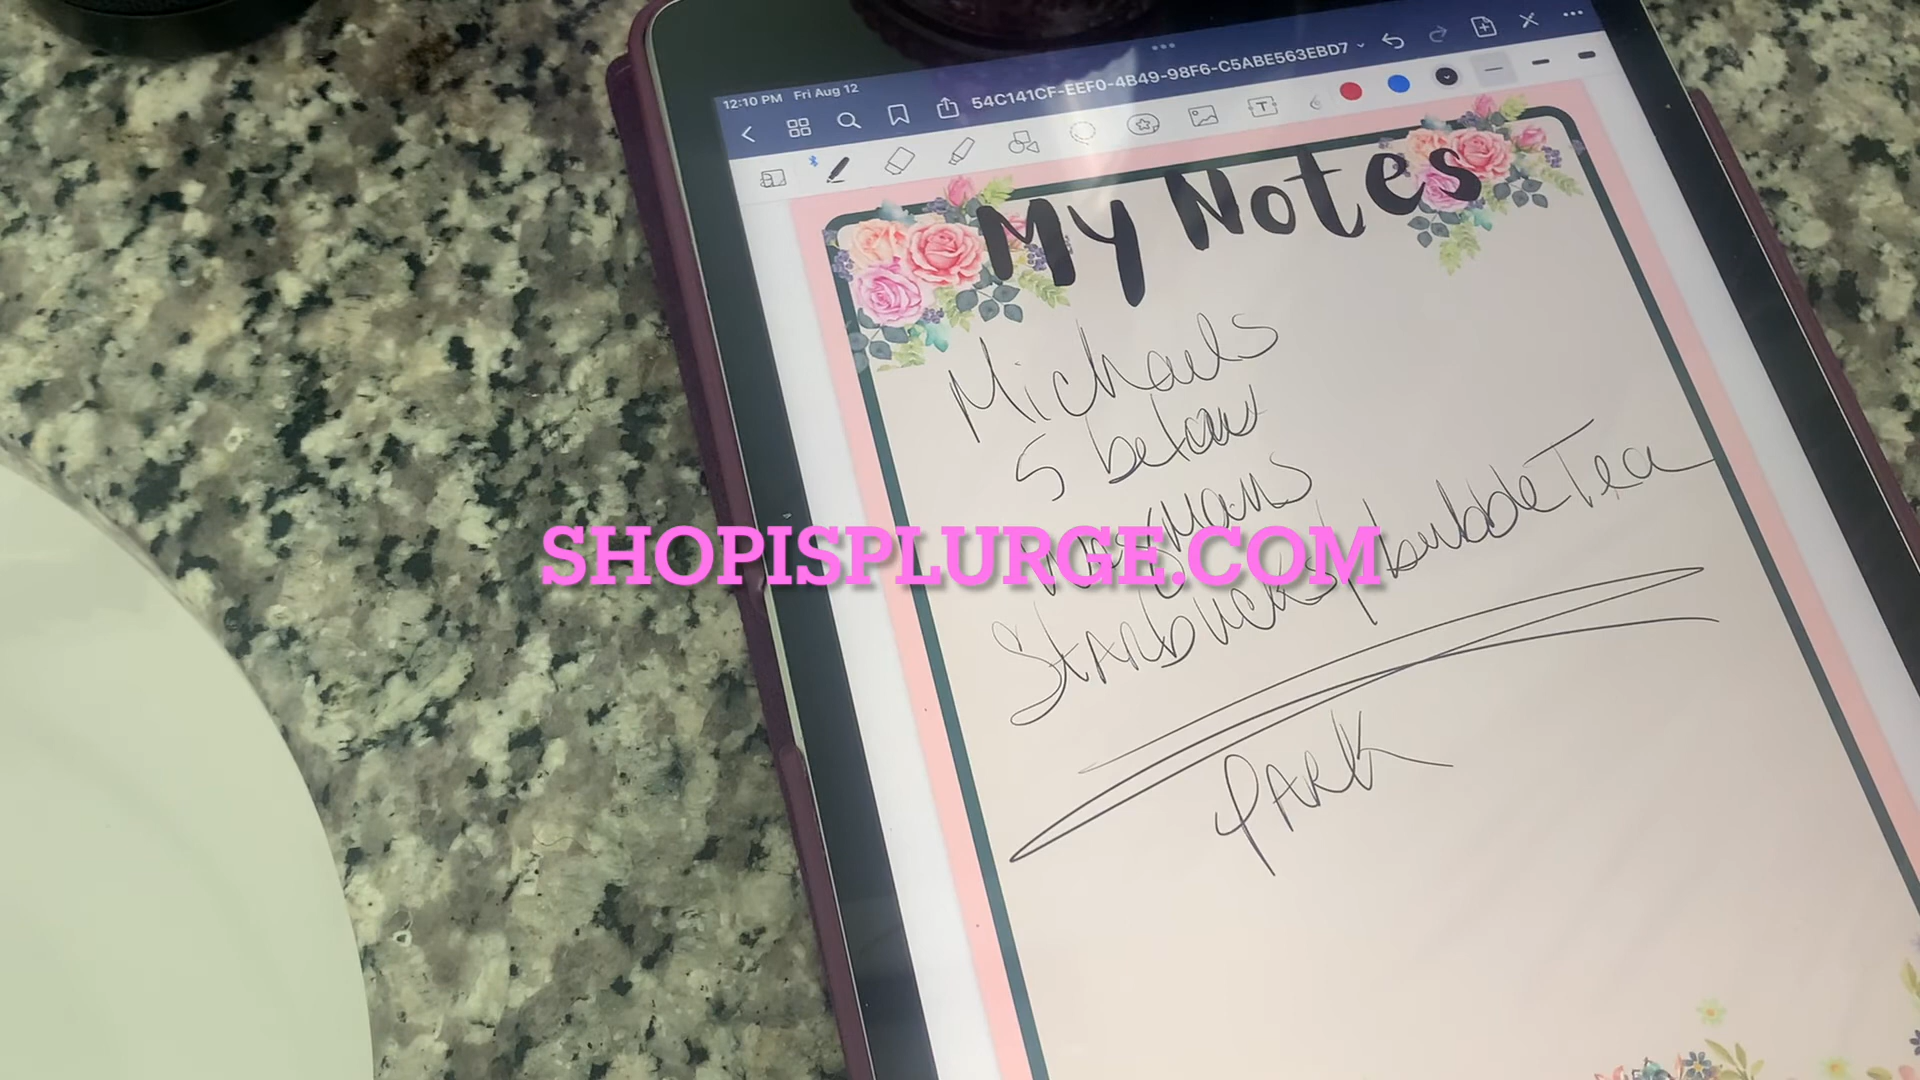 12:10 PM Fri Aug 12
54C141CF-EEF0-4B49-98F6-C5ABE563EBD7
My Notes
Michaels
5 below
SHOPISPLURGE.COM
Starbucks / bubble Tea
PARK